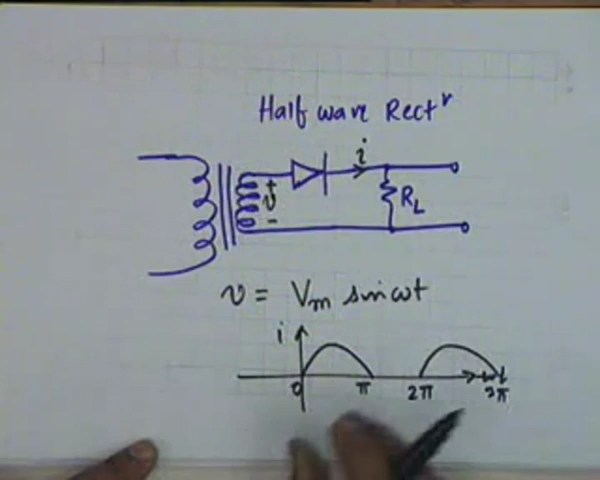 Half wave Rectr
i
+
v
-
RL
v = Vm sin ωt
i
0 π 2π 3π